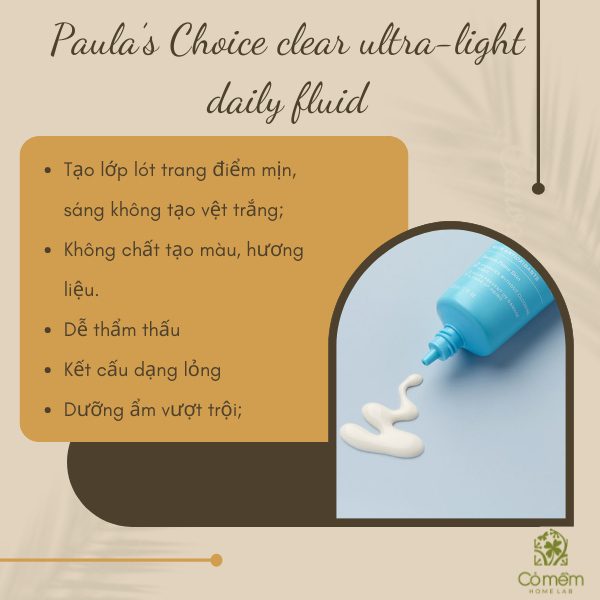 Paula's Choice clear ultra-light
daily fluid
Tạo lớp lót trang điểm mịn,
sáng không tạo vệt trắng;
Không chất tạo màu, hương
liệu.
Dễ thẩm thấu
Kết cấu dạng lỏng
Dưỡng ẩm vượt trội;
Cỏ mềm
HOME LAB